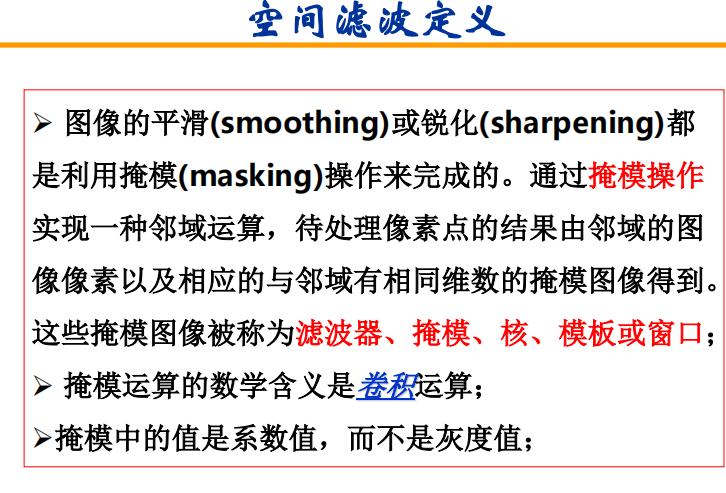 空间滤波定义
➢ 图像的平滑(smoothing)或锐化(sharpening)都
是利用掩模(masking)操作来完成的。通过掩模操作
实现一种邻域运算，待处理像素点的结果由邻域的图
像像素以及相应的与邻域有相同维数的掩模图像得到。
这些掩模图像被称为滤波器、掩模、核、模板或窗口；
➢ 掩模运算的数学含义是卷积运算；
➢掩模中的值是系数值，而不是灰度值；